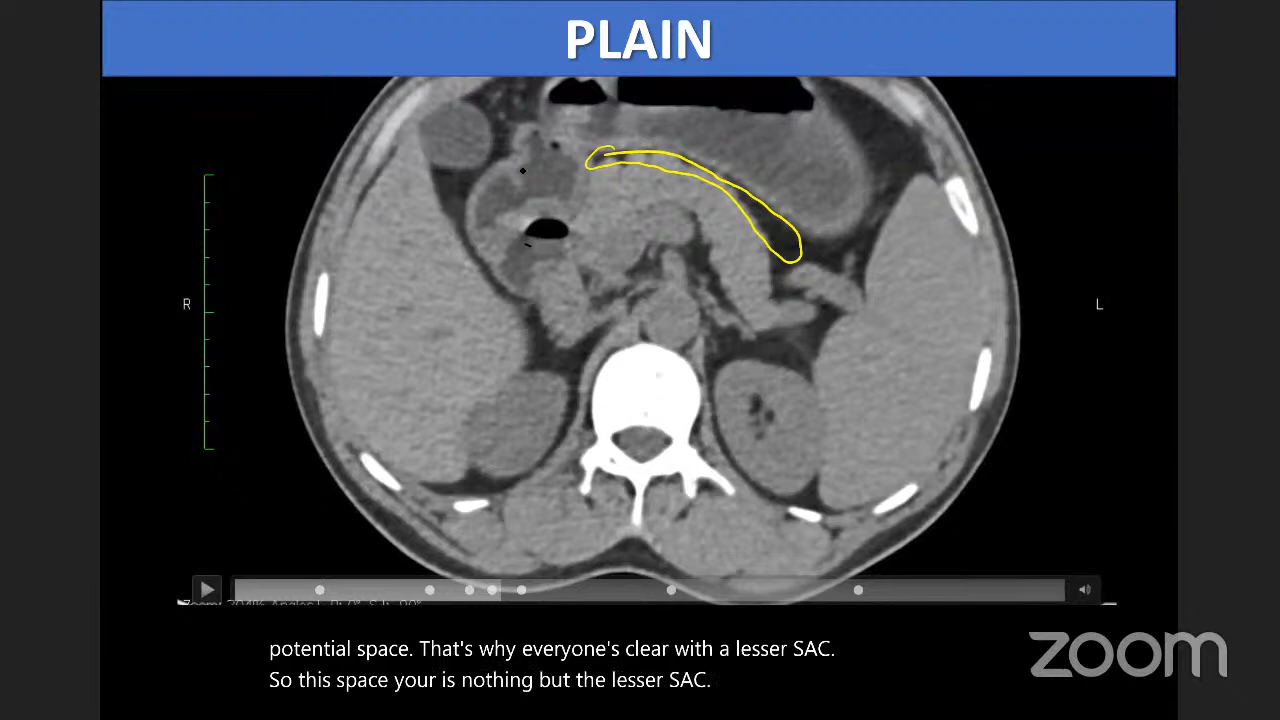 PLAIN
R
L
potential space. That's why everyone's clear with a lesser SAC.
So this space your is nothing but the lesser SAC.
zoom